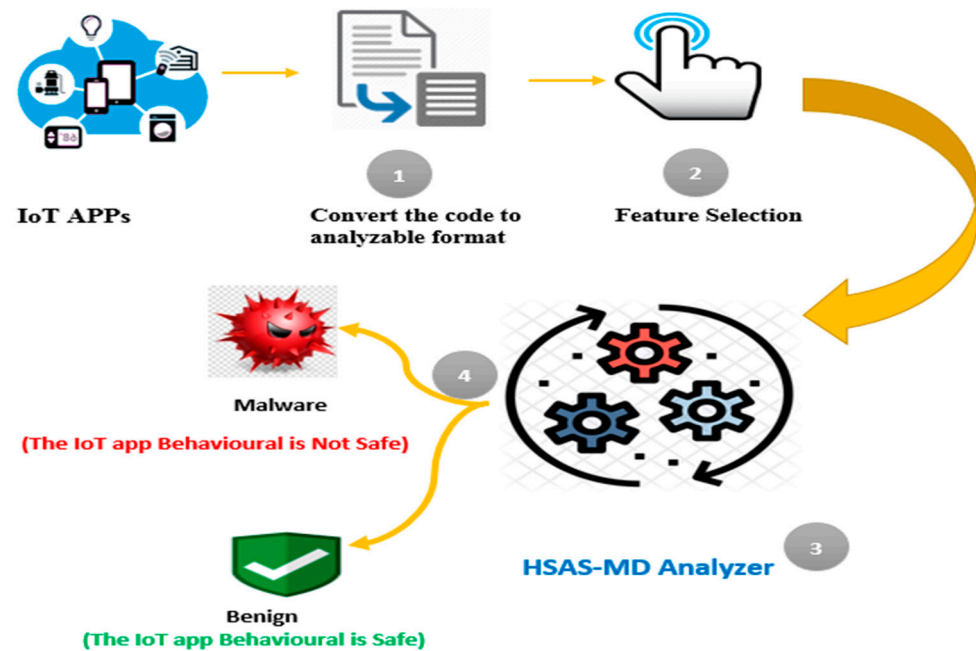 1
2
IoT APPs
Convert the code to
analyzable format
Feature Selection
4
Malware
(The IoT app Behavioural is Not Safe)
3
HSAS-MD Analyzer
Benign
(The IoT app Behavioural is Safe)